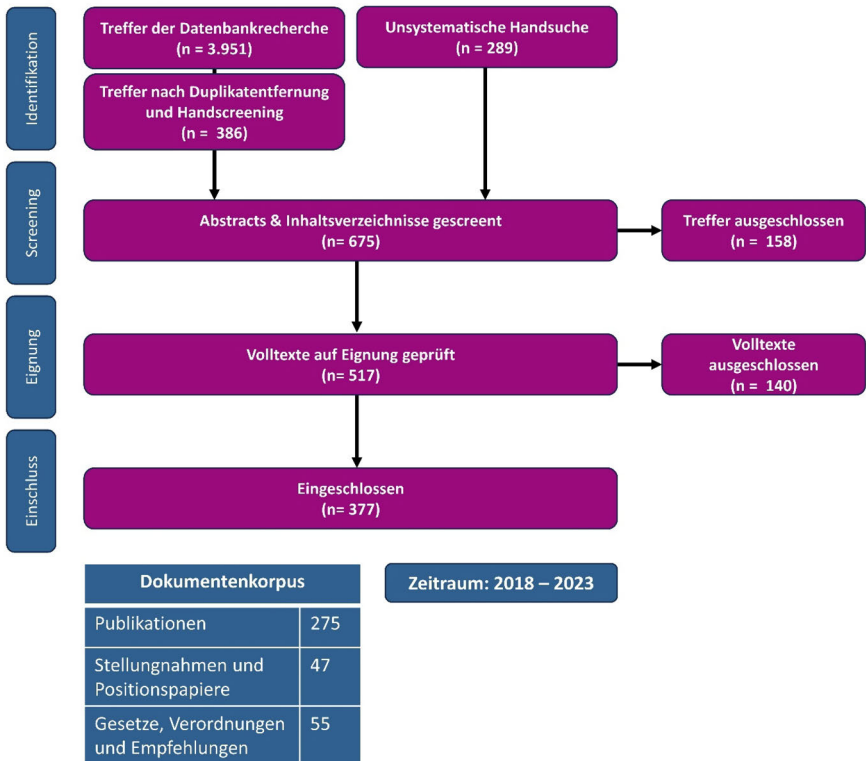 Identifikation
Treffer der Datenbankrecherche
(n = 3.951)
Unsystematische Handsuche
(n = 289)
Treffer nach Duplikatentfernung
und Handscreening
(n = 386)
Screening
Abstracts & Inhaltsverzeichnisse gescreent
(n= 675)
Treffer ausgeschlossen
(n = 158)
Eignung
Volltexte auf Eignung geprüft
(n= 517)
Volltexte
ausgeschlossen
(n = 140)
Einschluss
Eingeschlossen
(n= 377)
Dokumentenkorpus
Zeitraum: 2018 – 2023
Publikationen 275
Stellungnahmen und 47
Positionspapiere
Gesetze, Verordnungen 55
und Empfehlungen